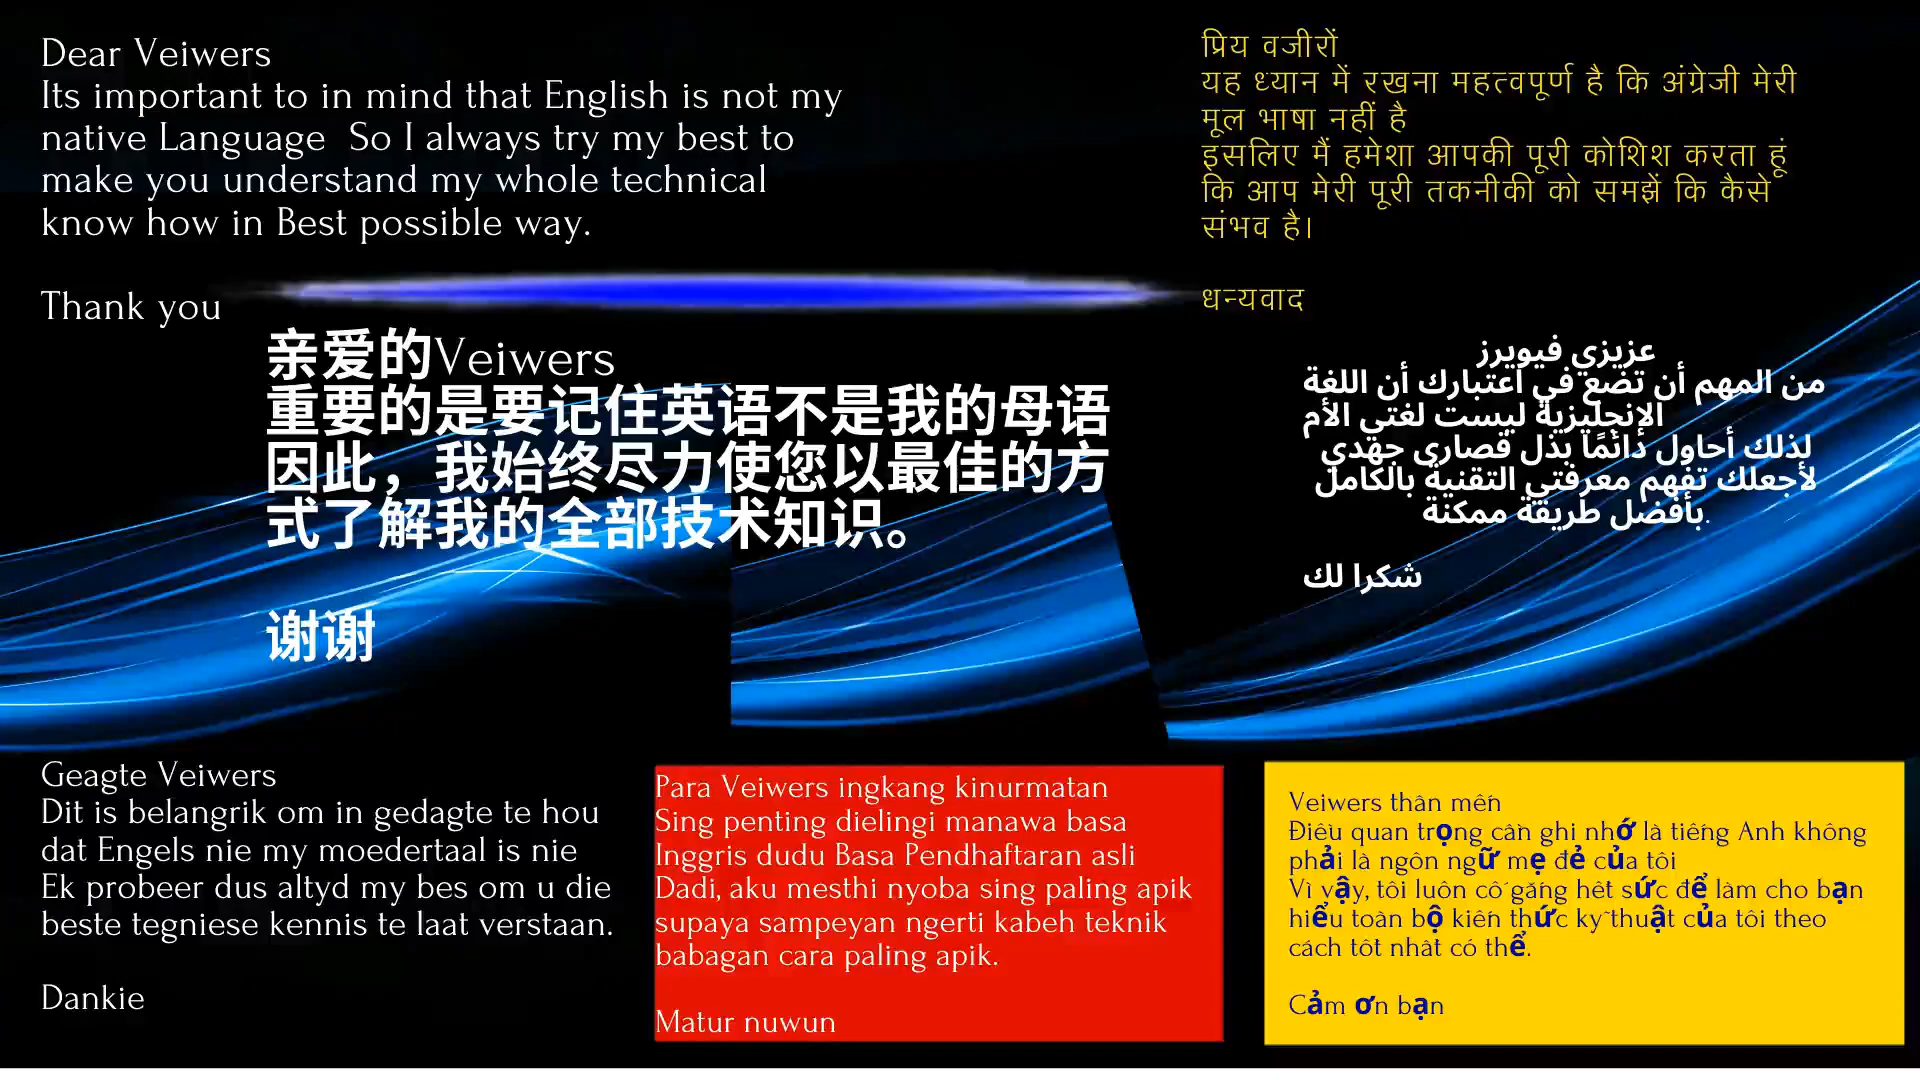 Dear Veiwers
Its important to in mind that English is not my
native Language  So I always try my best to
make you understand my whole technical
know how in Best possible way.
Thank you
प्रिय वजीरों
यह ध्यान में रखना महत्वपूर्ण है कि अंग्रेजी मेरी
मूल भाषा नहीं है
इसलिए मैं हमेशा आपकी पूरी कोशिश करता हूं
कि आप मेरी पूरी तकनीकी को समझें कि कैसे
संभव है।
धन्यवाद
亲爱的Veiwers
重要的是要记住英语不是我的母语
因此，我始终尽力使您以最佳的方
式了解我的全部技术知识。
谢谢
عزيزي فيويرز
من المهم أن تضع في اعتبارك أن اللغة
الإنجليزية ليست لغتي الأم
لذلك أحاول دائمًا بذل قصارى جهدي
لأجعلك تفهم معرفتي التقنية بالكامل
بأفضل طريقة ممكنة.
شكرا لك
Geagte Veiwers
Dit is belangrik om in gedagte te hou
dat Engels nie my moedertaal is nie
Ek probeer dus altyd my bes om u die
beste tegniese kennis te laat verstaan.
Dankie
Para Veiwers ingkang kinurmatan
Sing penting dielingi manawa basa
Inggris dudu Basa Pendhaftaran asli
Dadi, aku mesthi nyoba sing paling apik
supaya sampeyan ngerti kabeh teknik
babagan cara paling apik.
Matur nuwun
Veiwers thân mến
Điều quan trọng cần ghi nhớ là tiếng Anh không
phải là ngôn ngữ mẹ đẻ của tôi
Vì vậy, tôi luôn cố gắng hết sức để làm cho bạn
hiểu toàn bộ kiến thức kỹ thuật của tôi theo
cách tốt nhất có thể.
Cảm ơn bạn